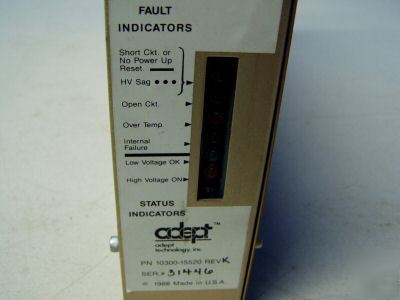 FAULT
INDICATORS
Short Ckt. or
No Power Up
Reset.
HV Sag
Open Ckt.
Over Temp.
Internal
Failure
Low Voltage OK
High Voltage ON
STATUS
INDICATORS
adept™
adept
technology, inc.
PN 10300-15520 REV K
SER.# 31446
© 1988 Made in U.S.A.